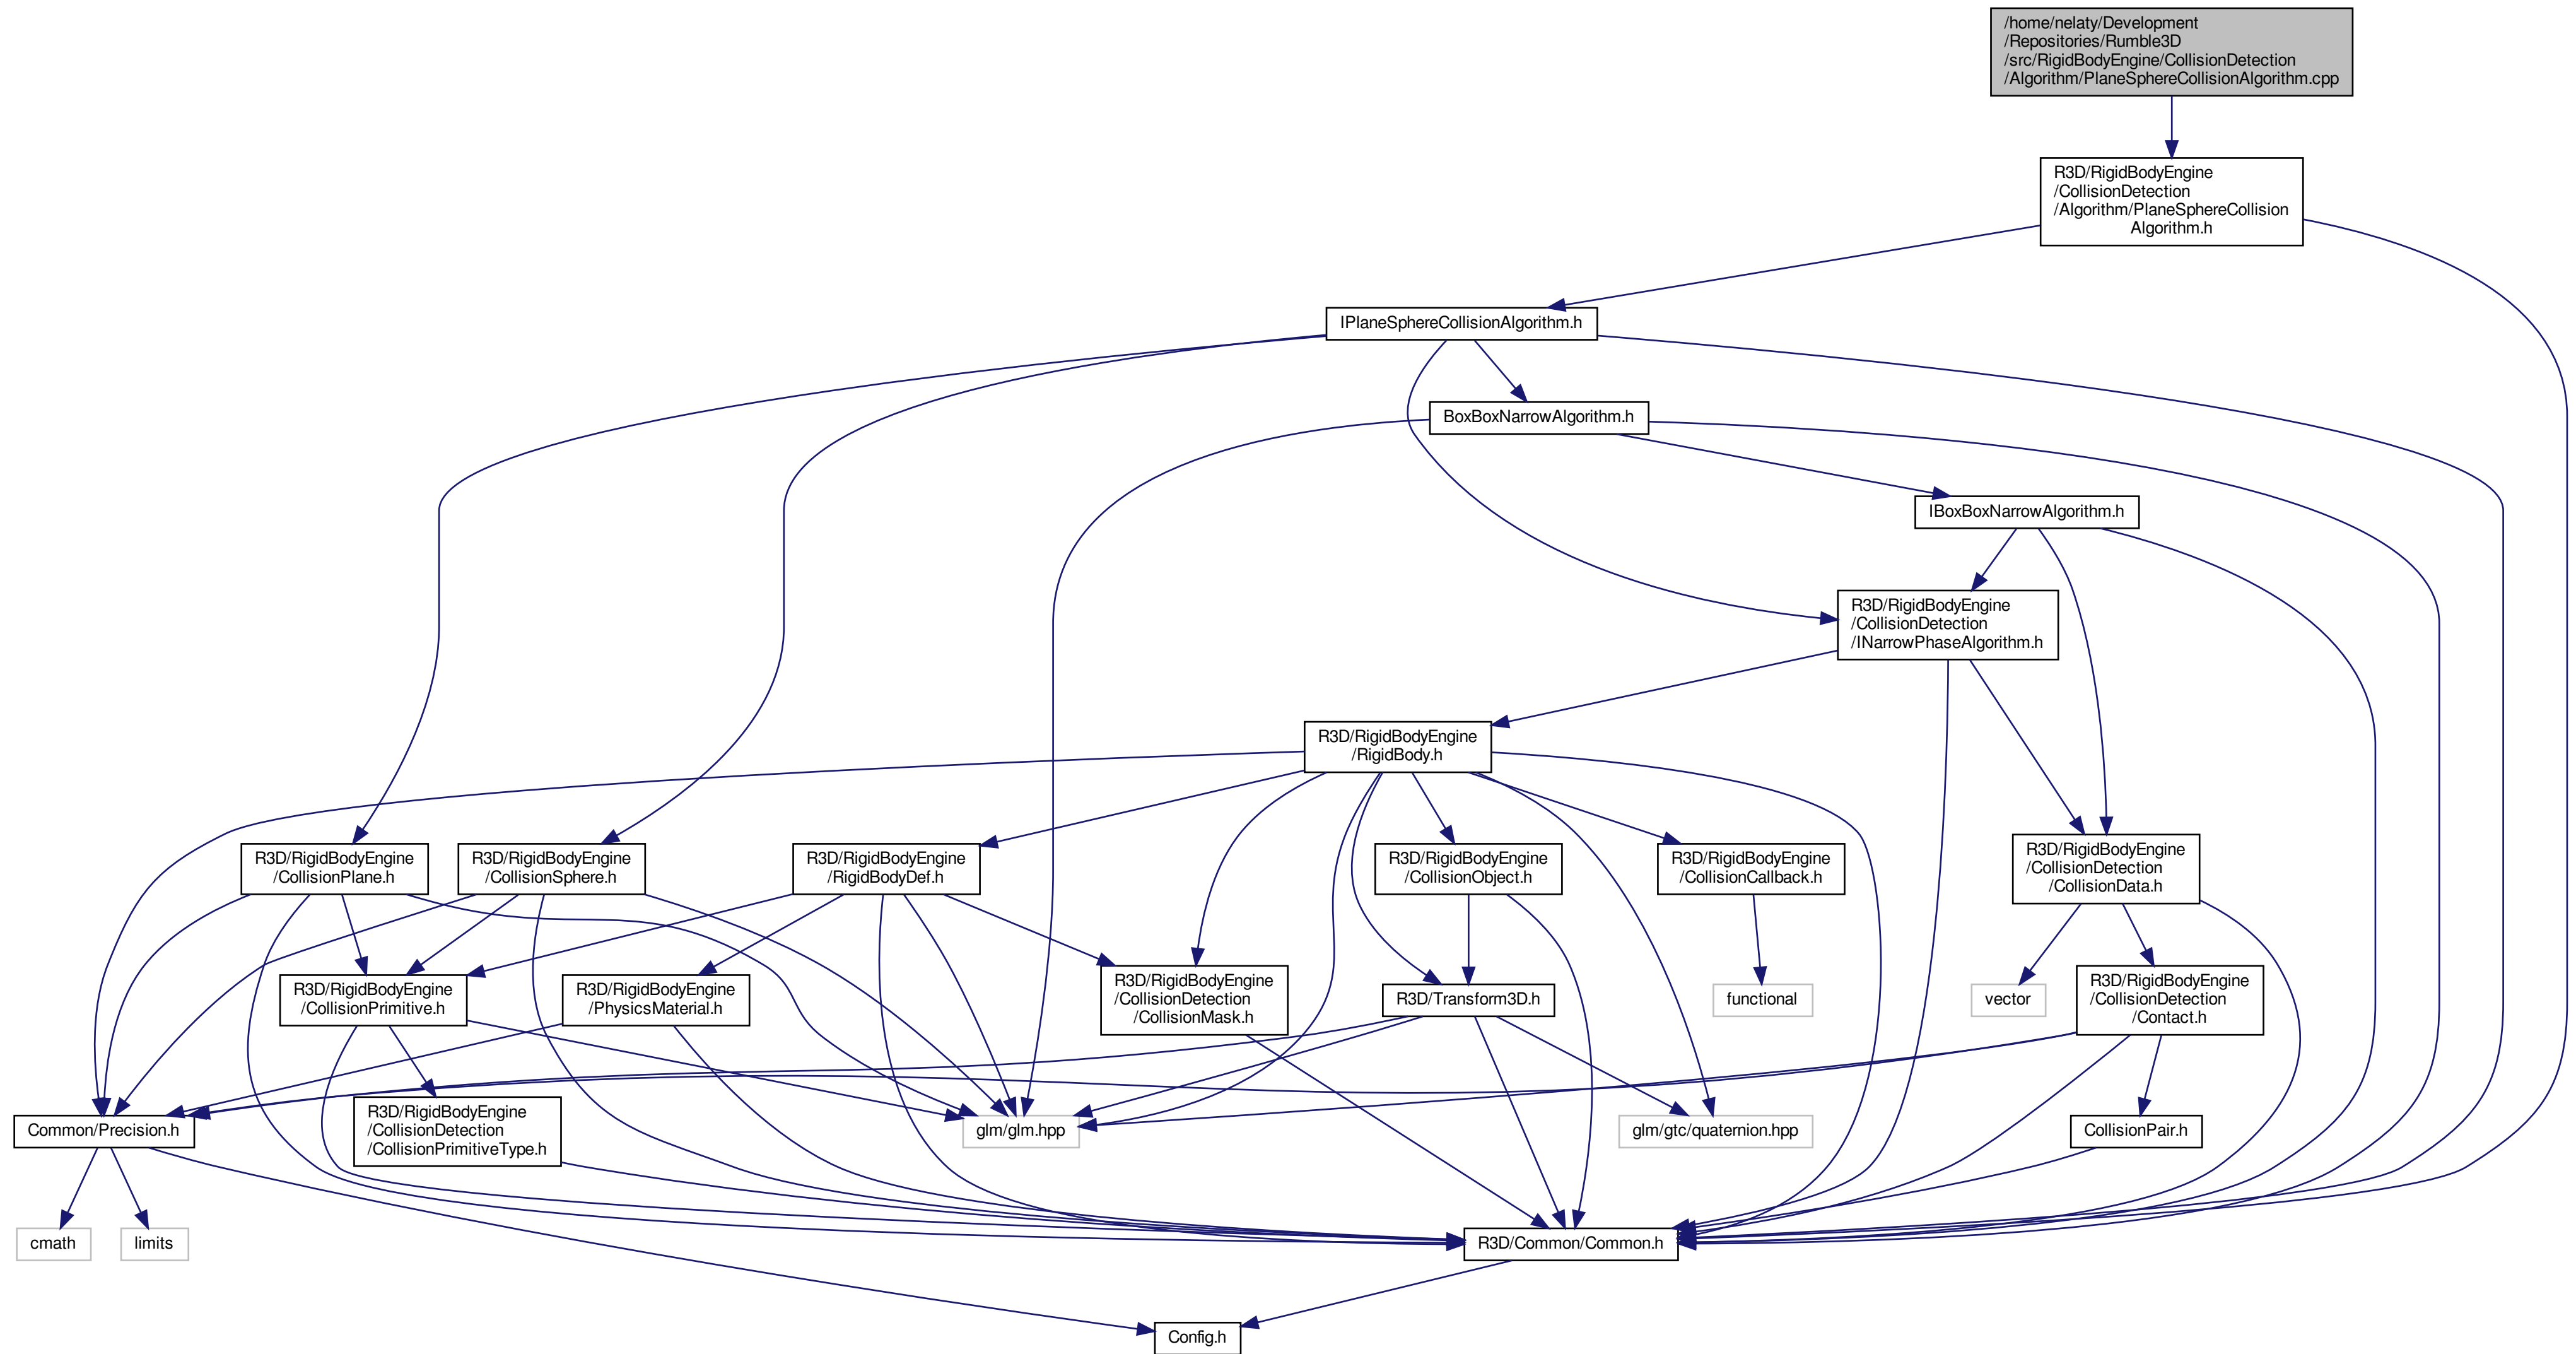 /home/nelaty/Development
/Repositories/Rumble3D
/src/RigidBodyEngine/CollisionDetection
/Algorithm/PlaneSphereCollisionAlgorithm.cpp
R3D/RigidBodyEngine
/CollisionDetection
/Algorithm/PlaneSphereCollision
Algorithm.h
IPlaneSphereCollisionAlgorithm.h
BoxBoxNarrowAlgorithm.h
IBoxBoxNarrowAlgorithm.h
R3D/RigidBodyEngine
/CollisionDetection
/INarrowPhaseAlgorithm.h
R3D/RigidBodyEngine
/RigidBody.h
R3D/RigidBodyEngine
/CollisionPlane.h
R3D/RigidBodyEngine
/CollisionSphere.h
R3D/RigidBodyEngine
/RigidBodyDef.h
R3D/RigidBodyEngine
/CollisionObject.h
R3D/RigidBodyEngine
/CollisionCallback.h
R3D/RigidBodyEngine
/CollisionDetection
/CollisionData.h
R3D/RigidBodyEngine
/CollisionPrimitive.h
R3D/RigidBodyEngine
/PhysicsMaterial.h
R3D/RigidBodyEngine
/CollisionDetection
/CollisionMask.h
R3D/Transform3D.h
functional
vector
R3D/RigidBodyEngine
/CollisionDetection
/Contact.h
Common/Precision.h
R3D/RigidBodyEngine
/CollisionDetection
/CollisionPrimitiveType.h
glm/glm.hpp
glm/gtc/quaternion.hpp
CollisionPair.h
cmath
limits
R3D/Common/Common.h
Config.h